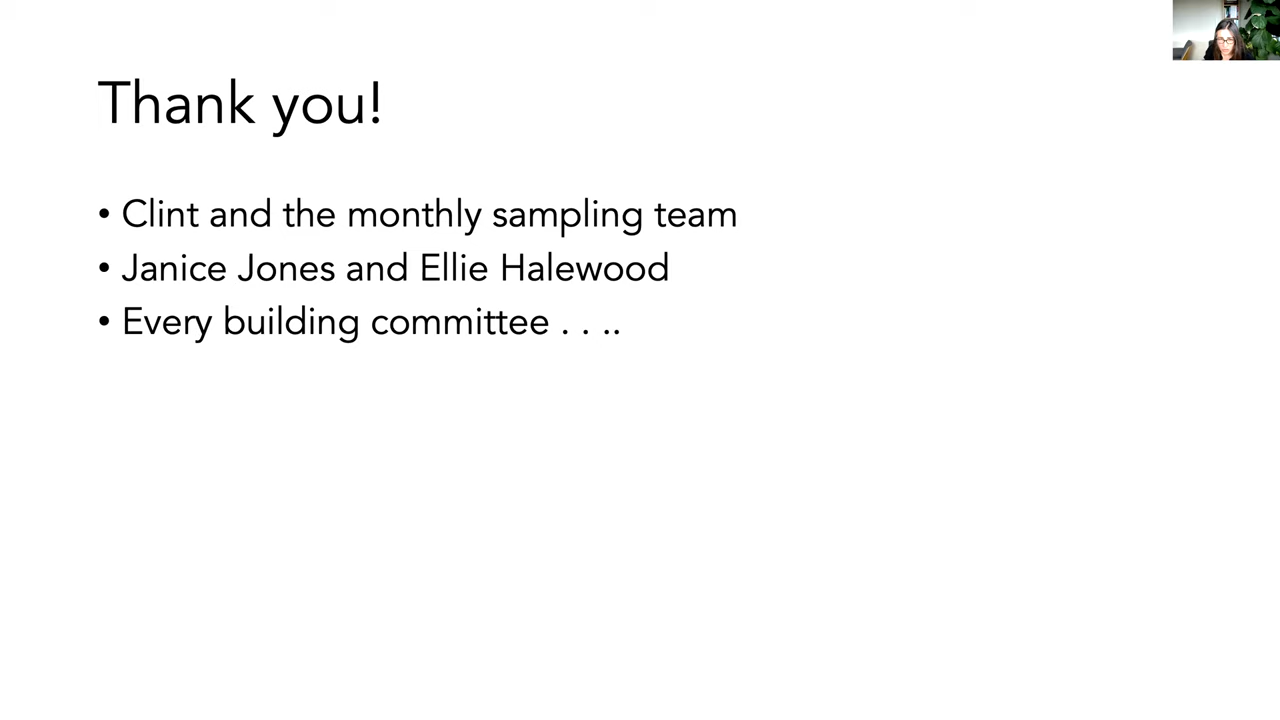 Thank you!
• Clint and the monthly sampling team
• Janice Jones and Ellie Halewood
• Every building committee . . ..